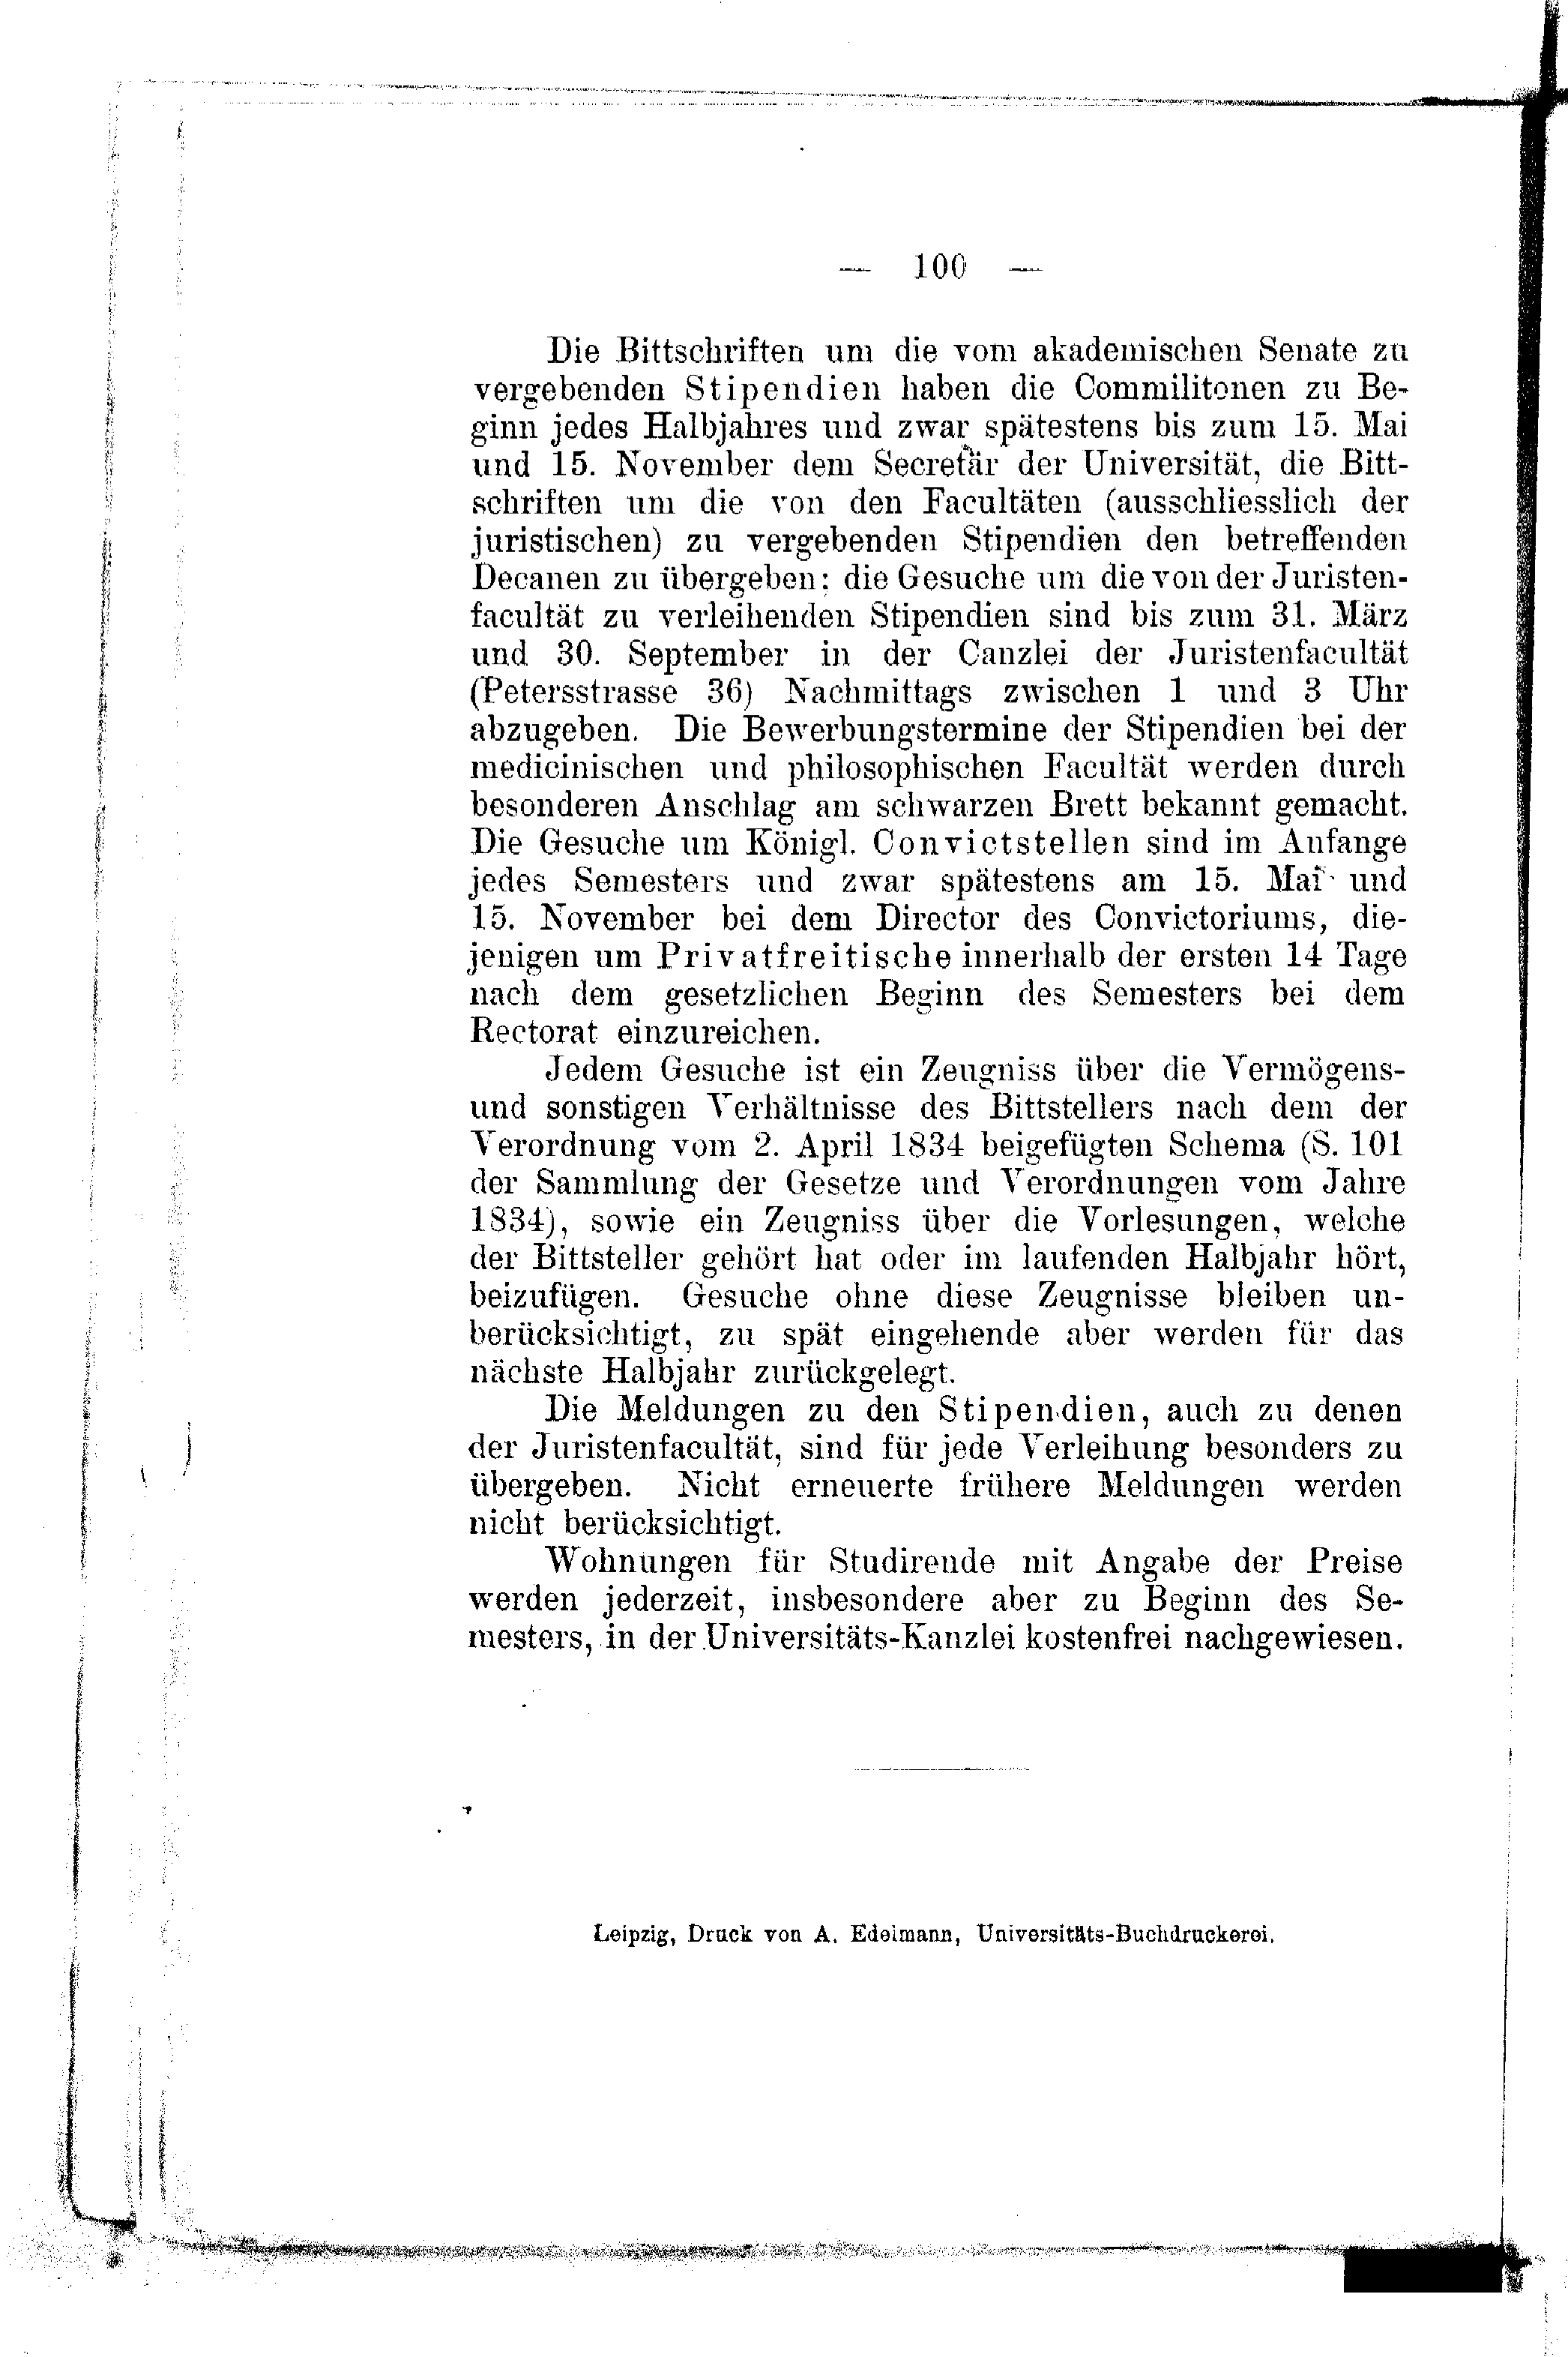 — 100 —
Die Bittschriften um die vom akademischen Senate zu
vergebenden Stipendien haben die Commilitonen zu Be-
ginn jedes Halbjahres und zwar spätestens bis zum 15. Mai
und 15. November dem Secretär der Universität, die Bitt-
schriften um die von den Facultäten (ausschliesslich der
juristischen) zu vergebenden Stipendien den betreffenden
Decanen zu übergeben; die Gesuche um die von der Juristen-
facultät zu verleihenden Stipendien sind bis zum 31. März
und 30. September in der Canzlei der Juristenfacultät
(Petersstrasse 36) Nachmittags zwischen 1 und 3 Uhr
abzugeben. Die Bewerbungstermine der Stipendien bei der
medicinischen und philosophischen Facultät werden durch
besonderen Anschlag am schwarzen Brett bekannt gemacht.
Die Gesuche um Königl. Convictstellen sind im Anfange
jedes Semesters und zwar spätestens am 15. Mai und
15. November bei dem Director des Convictoriums, die-
jenigen um Privatfreitische innerhalb der ersten 14 Tage
nach dem gesetzlichen Beginn des Semesters bei dem
Rectorat einzureichen.
Jedem Gesuche ist ein Zeugniss über die Vermögens-
und sonstigen Verhältnisse des Bittstellers nach dem der
Verordnung vom 2. April 1834 beigefügten Schema (S. 101
der Sammlung der Gesetze und Verordnungen vom Jahre
1834), sowie ein Zeugniss über die Vorlesungen, welche
der Bittsteller gehört hat oder im laufenden Halbjahr hört,
beizufügen. Gesuche ohne diese Zeugnisse bleiben un-
berücksichtigt, zu spät eingehende aber werden für das
nächste Halbjahr zurückgelegt.
Die Meldungen zu den Stipendien, auch zu denen
der Juristenfacultät, sind für jede Verleihung besonders zu
übergeben. Nicht erneuerte frühere Meldungen werden
nicht berücksichtigt.
Wohnungen für Studirende mit Angabe der Preise
werden jederzeit, insbesondere aber zu Beginn des Se-
mesters, in der Universitäts-Kanzlei kostenfrei nachgewiesen.
Leipzig, Druck von A. Edelmann, Universitäts-Buchdruckerei.